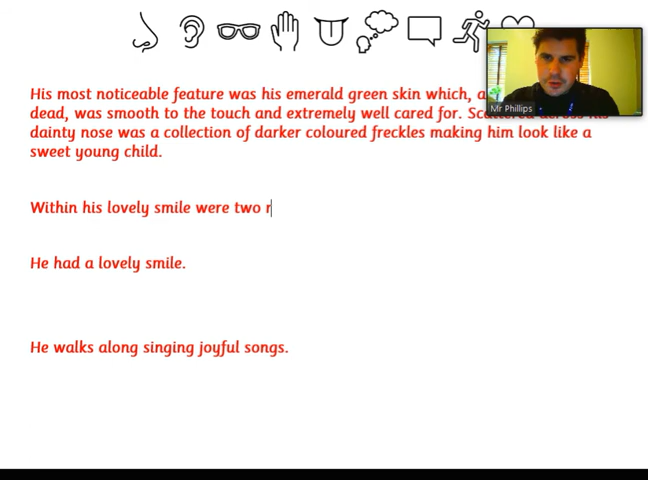 His most noticeable feature was his emerald green skin which,
Mr Phillips
dead, was smooth to the touch and extremely well cared for.
dainty nose was a collection of darker coloured freckles making him look like a
sweet young child.
Within his lovely smile were two r
He had a lovely smile.
He walks along singing joyful songs.